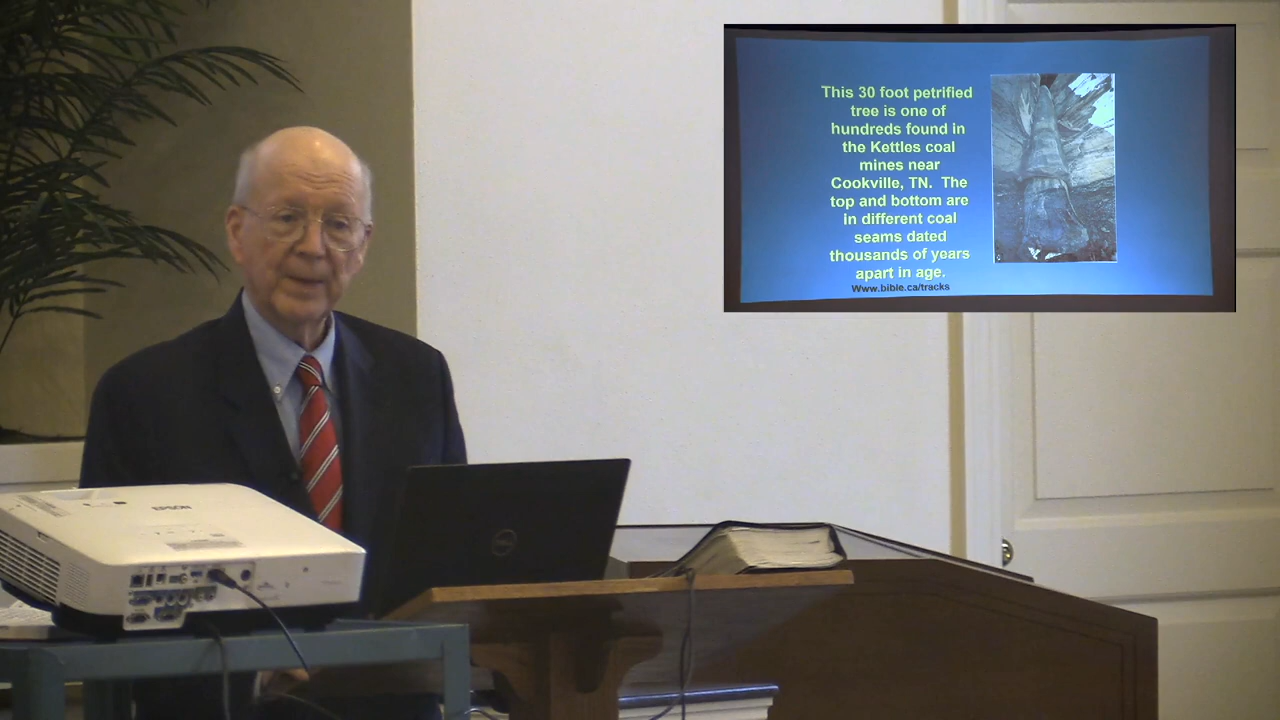 This 30 foot petrified
tree is one of
hundreds found in
the Kettles coal
mines near
Cookville, TN. The
top and bottom are
in different coal
seams dated
thousands of years
apart in age.
Www.bible.ca/tracks
EPSON
DELL